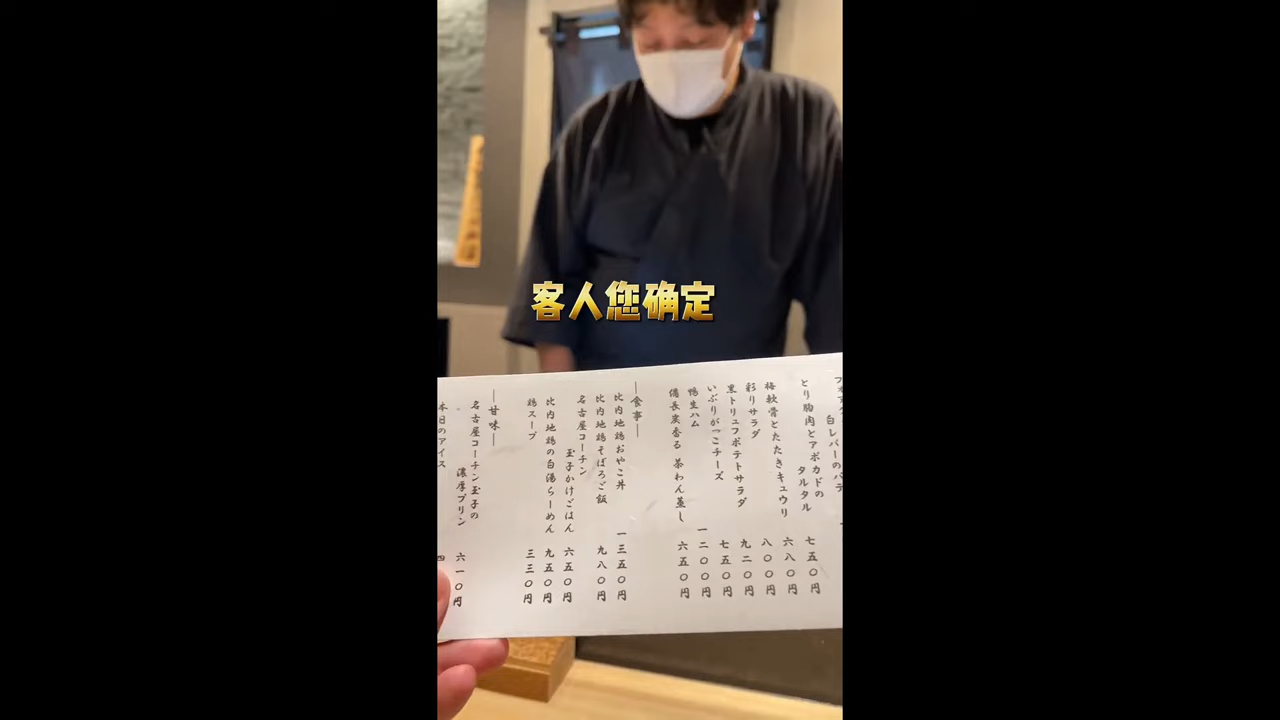 客人您确定
白レバーのパテ
とり胸肉とアボカドの
タルタル
七五〇円
梅軟骨とたたきキュウリ
六八〇円
彩りサラダ
八〇〇円
黒トリュフポテトサラダ
九二〇円
いぶりがっこチーズ
七五〇円
鴨生ハム
一二〇〇円
備長炭香る 茶わん蒸し
六五〇円
―食事―
比内地鶏おやこ丼
一三五〇円
比内地鶏そぼろご飯
九八〇円
名古屋コーチン
玉子かけごはん
六五〇円
比内地鶏の白湯らーめん
九五〇円
鶏スープ
三三〇円
―甘味―
名古屋コーチン玉子の
濃厚プリン
六一〇円
本日のアイス
四